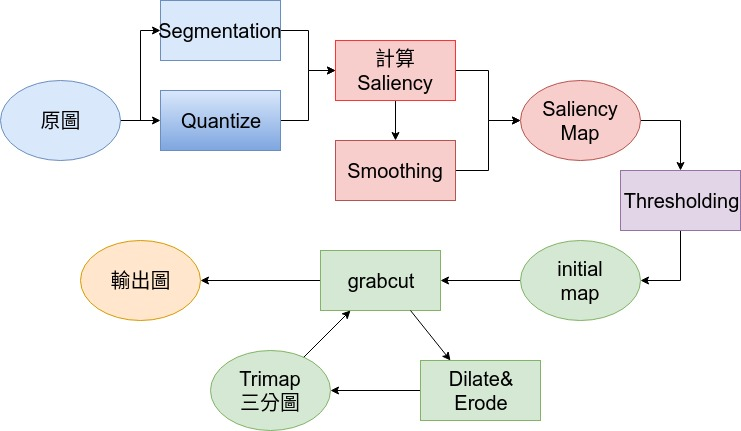 Segmentation
原圖
Quantize
計算
Saliency
Smoothing
Saliency
Map
Thresholding
initial
map
grabcut
輸出圖
Dilate&
Erode
Trimap
三分圖